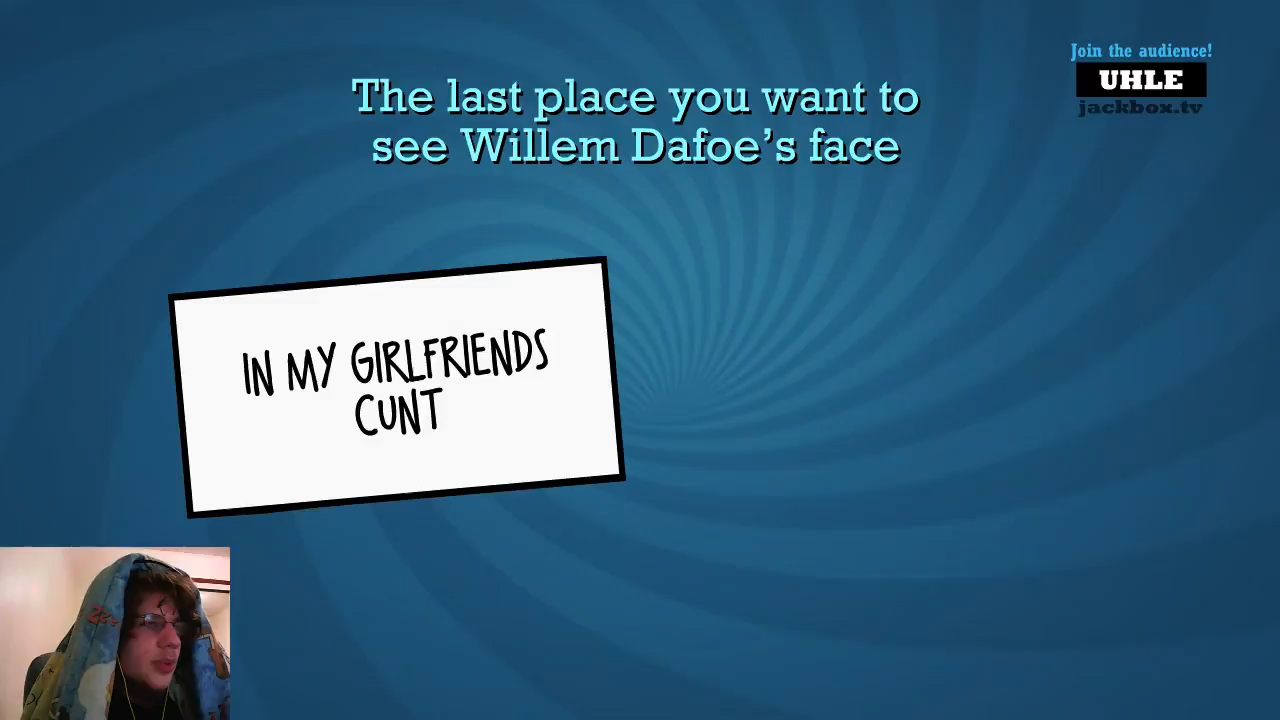 Join the audience!
UHLE
jackbox.tv
The last place you want to
see Willem Dafoe's face
IN MY GIRLFRIENDS
CUNT